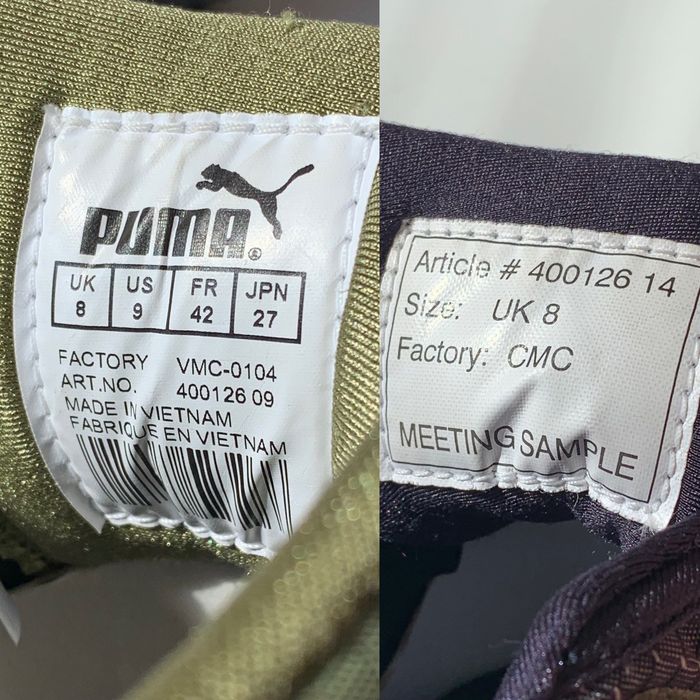 PUMA®
UK US FR JPN
8 9 42 27
FACTORY VMC-0104
ART.NO. 400126 09
MADE IN VIETNAM
FABRIQUE EN VIETNAM
Article # 400126 14
Size: UK 8
Factory: CMC
MEETING SAMPLE